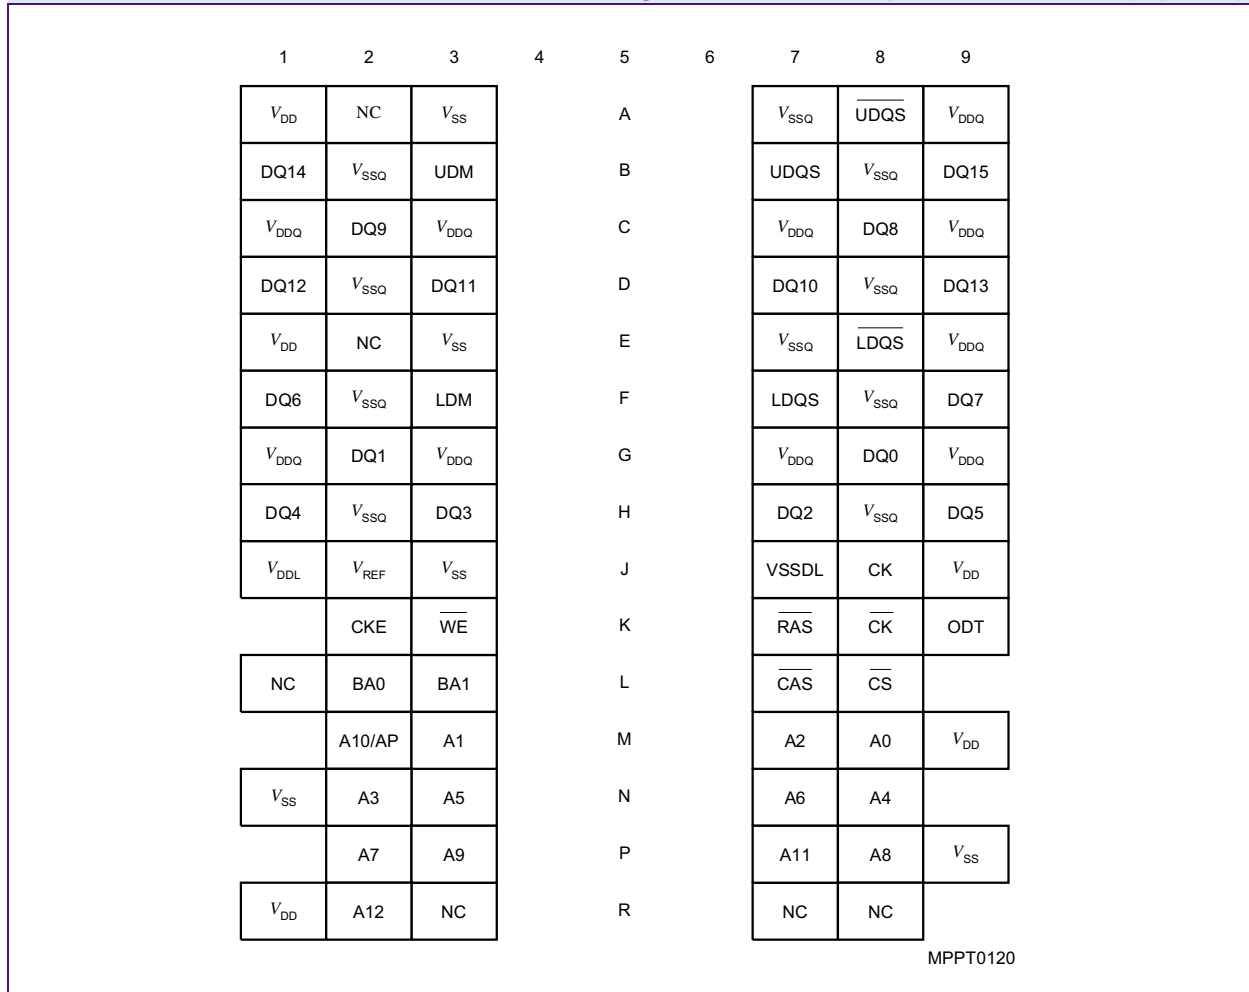 1 2 3 4 5 6 7 8 9
VDD NC VSS A VSSQ UDQS VDDQ
DQ14 VSSQ UDM B UDQS VSSQ DQ15
VDDQ DQ9 VDDQ C VDDQ DQ8 VDDQ
DQ12 VSSQ DQ11 D DQ10 VSSQ DQ13
VDD NC VSS E VSSQ LDQS VDDQ
DQ6 VSSQ LDM F LDQS VSSQ DQ7
VDDQ DQ1 VDDQ G VDDQ DQ0 VDDQ
DQ4 VSSQ DQ3 H DQ2 VSSQ DQ5
VDDL VREF VSS J VSSDL CK VDD
CKE WE K RAS CK ODT
NC BA0 BA1 L CAS CS
A10/AP A1 M A2 A0 VDD
VSS A3 A5 N A6 A4
A7 A9 P A11 A8 VSS
VDD A12 NC R NC NC
MPPT0120